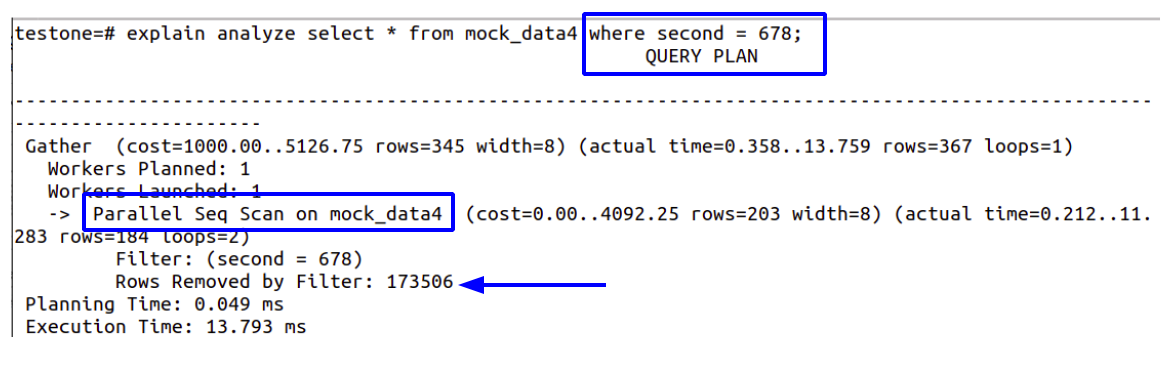 testone=# explain analyze select * from mock_data4 where second = 678;
QUERY PLAN
-----------------------------------------------------------------------------------------------------
----------------------
Gather  (cost=1000.00..5126.75 rows=345 width=8) (actual time=0.358..13.759 rows=367 loops=1)
Workers Planned: 1
Workers Launched: 1
->  Parallel Seq Scan on mock_data4  (cost=0.00..4092.25 rows=203 width=8) (actual time=0.212..11.
283 rows=184 loops=2)
Filter: (second = 678)
Rows Removed by Filter: 173506
Planning Time: 0.049 ms
Execution Time: 13.793 ms